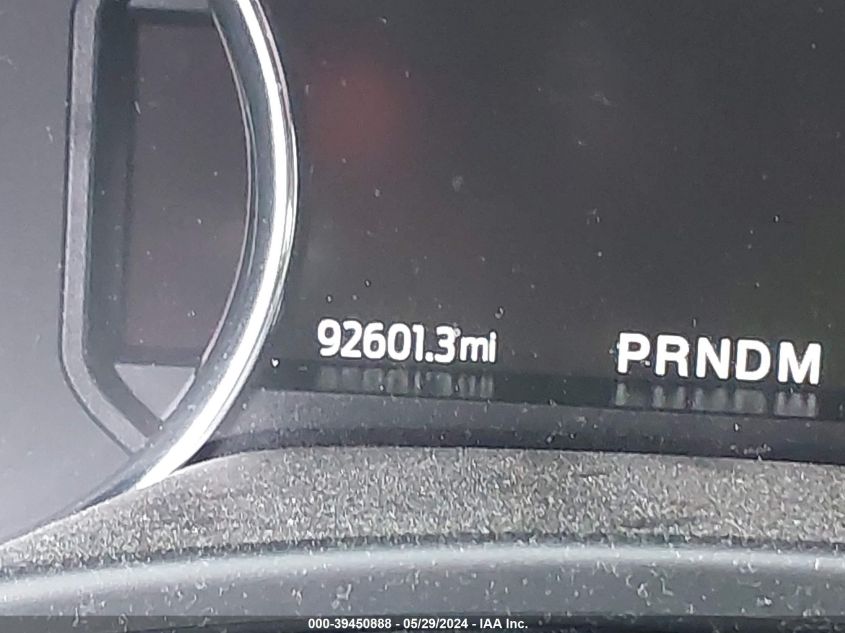 92601.3mi
PRNDM
000-39450888 - 05/29/2024 - IAA Inc.